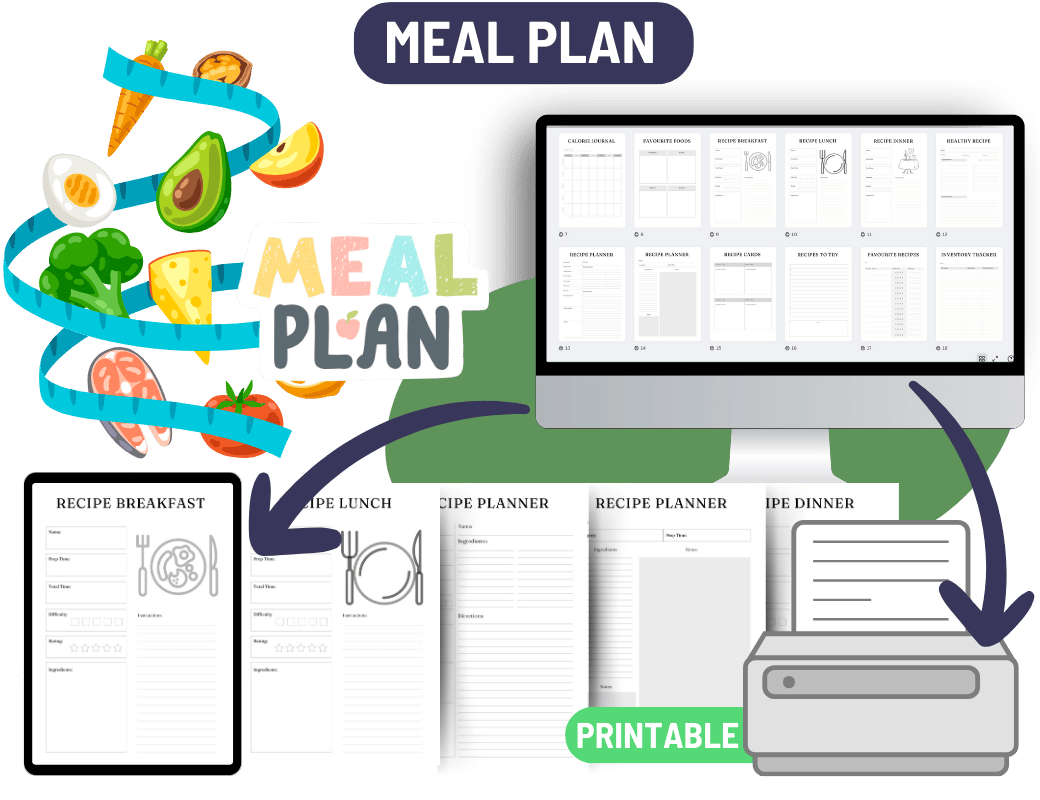 MEAL PLAN
MEAL
PLAN
CALORIE JOURNAL
FAVOURITE FOODS
RECIPE BREAKFAST
RECIPE LUNCH
RECIPE DINNER
HEALTHY RECIPE
7
8
9
10
11
12
RECIPE PLANNER
RECIPE PLANNER
RECIPE CARDS
RECIPES TO TRY
FAVOURITE RECIPES
INVENTORY TRACKER
13
14
15
16
17
18
RECIPE BREAKFAST
Name:
Prep Time:
Total Time:
Difficulty
Rating:
Ingredients:
Instructions
CIPE LUNCH
Prep Time:
Total Time:
Difficulty
Rating:
Ingredients:
Instructions
CIPE PLANNER
Name:
Ingredients:
Directions:
RECIPE PLANNER
Prep Time:
Ingredients
Notes
IPE DINNER
PRINTABLE